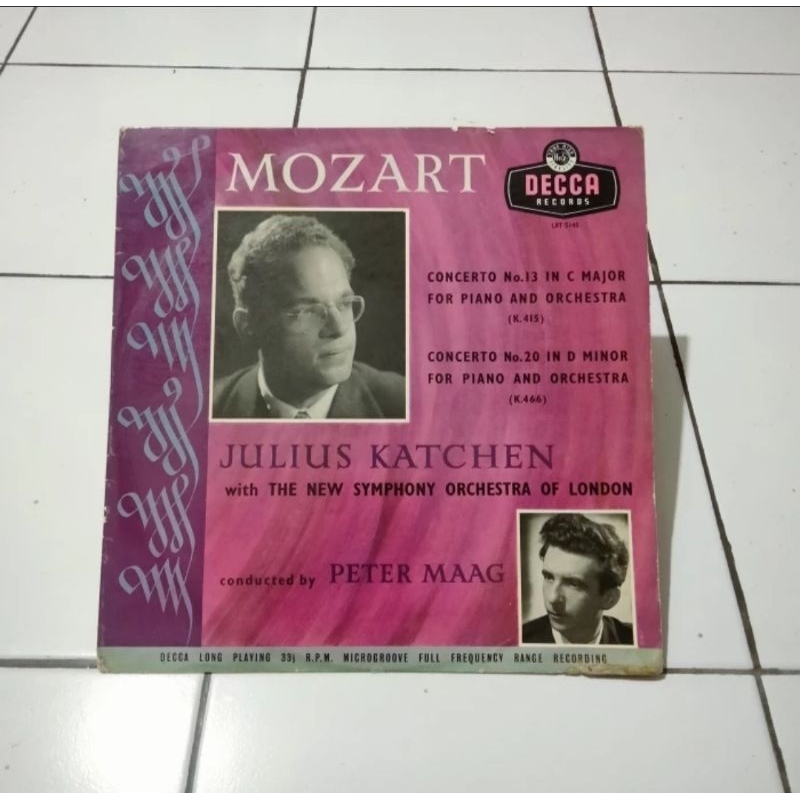 MOZART
DECCA
RECORDS
CONCERTO No.13 IN C MAJOR
FOR PIANO AND ORCHESTRA
(K.415)
CONCERTO No.20 IN D MINOR
FOR PIANO AND ORCHESTRA
(K.466)
JULIUS KATCHEN
with THE NEW SYMPHONY ORCHESTRA OF LONDON
conducted by PETER MAAG
DECCA LONG PLAYING 33⅓ R.P.M. MICROGROOVE FULL FREQUENCY RANGE RECORDING